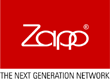 Zapp®
THE NEXT GENERATION NETWORK